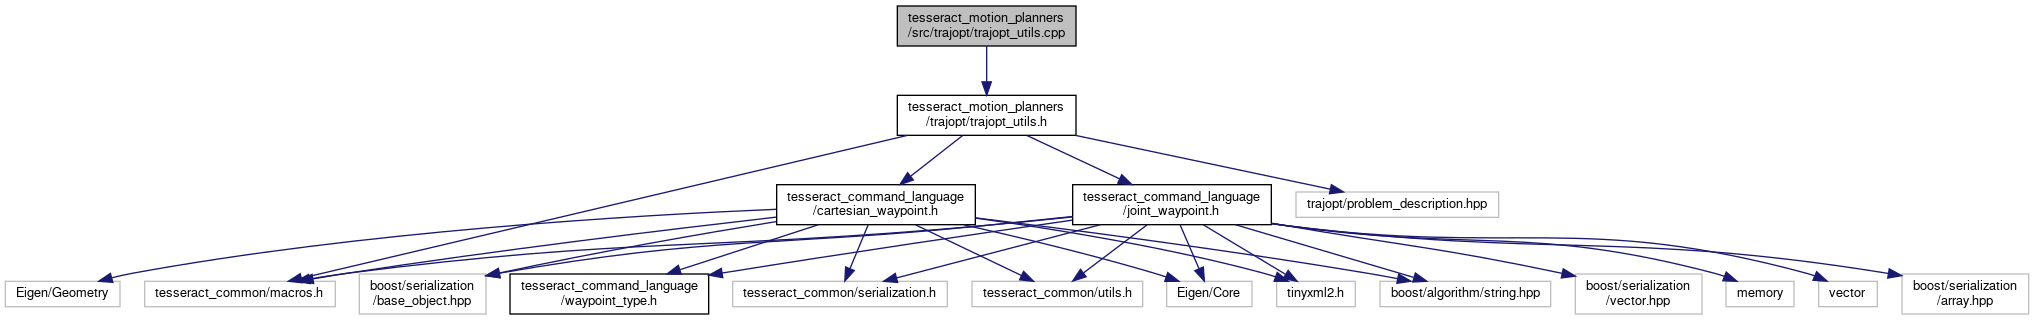 tesseract_motion_planners
/src/trajopt/trajopt_utils.cpp
tesseract_motion_planners
/trajopt/trajopt_utils.h
tesseract_command_language
/cartesian_waypoint.h
tesseract_command_language
/joint_waypoint.h
trajopt/problem_description.hpp
Eigen/Geometry
tesseract_common/macros.h
boost/serialization
/base_object.hpp
tesseract_command_language
/waypoint_type.h
tesseract_common/serialization.h
tesseract_common/utils.h
Eigen/Core
tinyxml2.h
boost/algorithm/string.hpp
boost/serialization
/vector.hpp
memory
vector
boost/serialization
/array.hpp